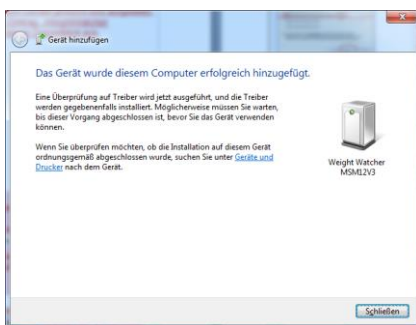 Gerät hinzufügen
Das Gerät wurde diesem Computer erfolgreich hinzugefügt.
Eine Überprüfung auf Treiber wird jetzt ausgeführt, und die Treiber
werden gegebenenfalls installiert. Möglicherweise müssen Sie warten,
bis dieser Vorgang abgeschlossen ist, bevor Sie das Gerät verwenden
können.
Wenn Sie überprüfen möchten, ob die Installation auf diesem Gerät
ordnungsgemäß abgeschlossen wurde, suchen Sie unter Geräte und
Drucker nach dem Gerät.
Weight Watcher
MSM12V3
Schließen